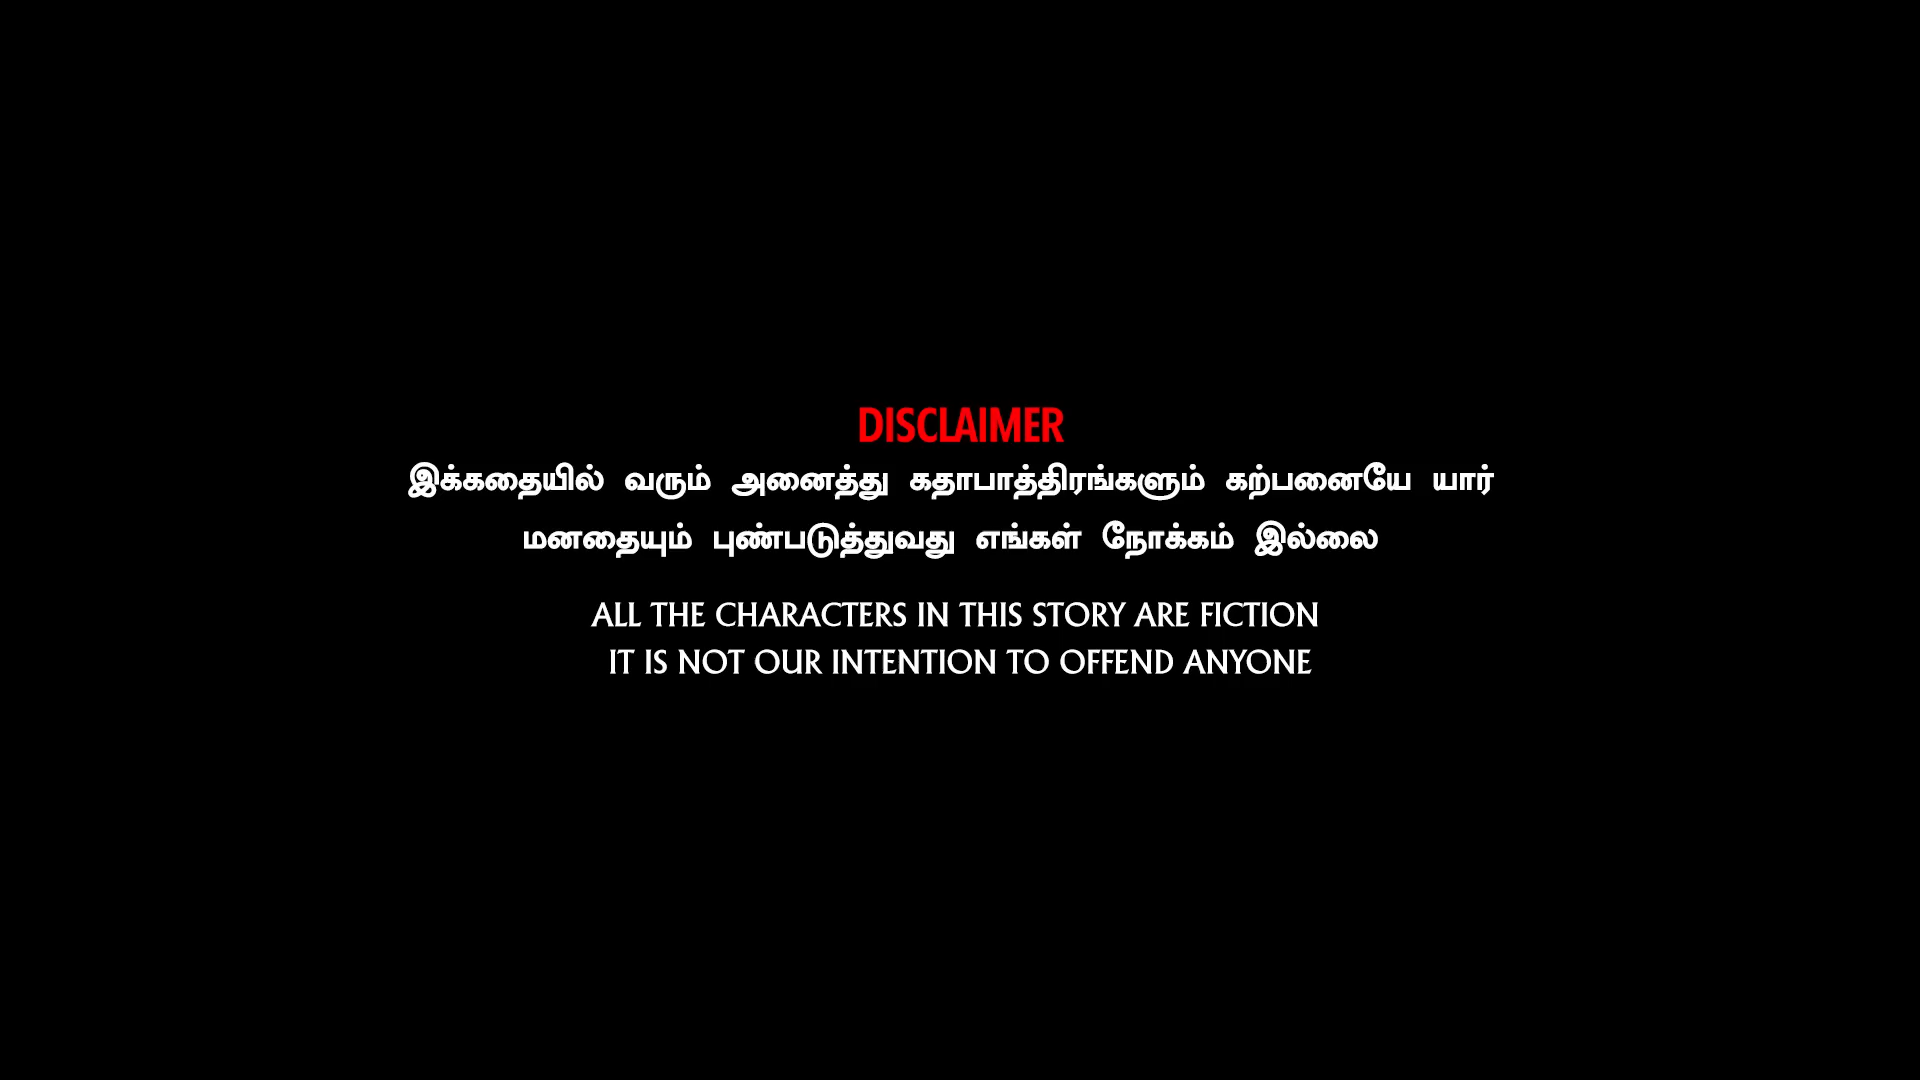 DISCLAIMER
இக்கதையில் வரும் அனைத்து கதாபாத்திரங்களும் கற்பனையே யார்
மனதையும் புண்படுத்துவது எங்கள் நோக்கம் இல்லை
ALL THE CHARACTERS IN THIS STORY ARE FICTION
IT IS NOT OUR INTENTION TO OFFEND ANYONE